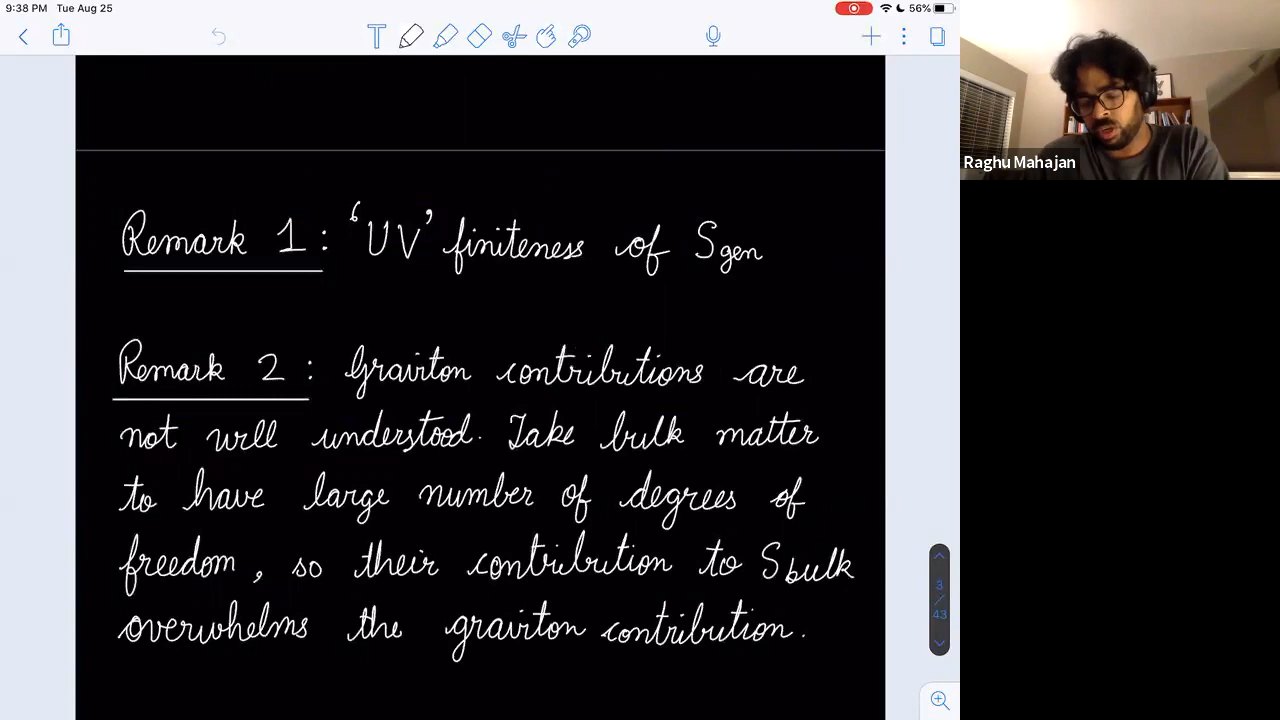 9:38 PM Tue Aug 25
56%
Raghu Mahajan
Remark 1: 'UV' finiteness of Sgen
Remark 2: Graviton contributions are
not well understood. Take bulk matter
to have large number of degrees of
freedom, so their contribution to Sbulk
overwhelms the graviton contribution.
3
/
43